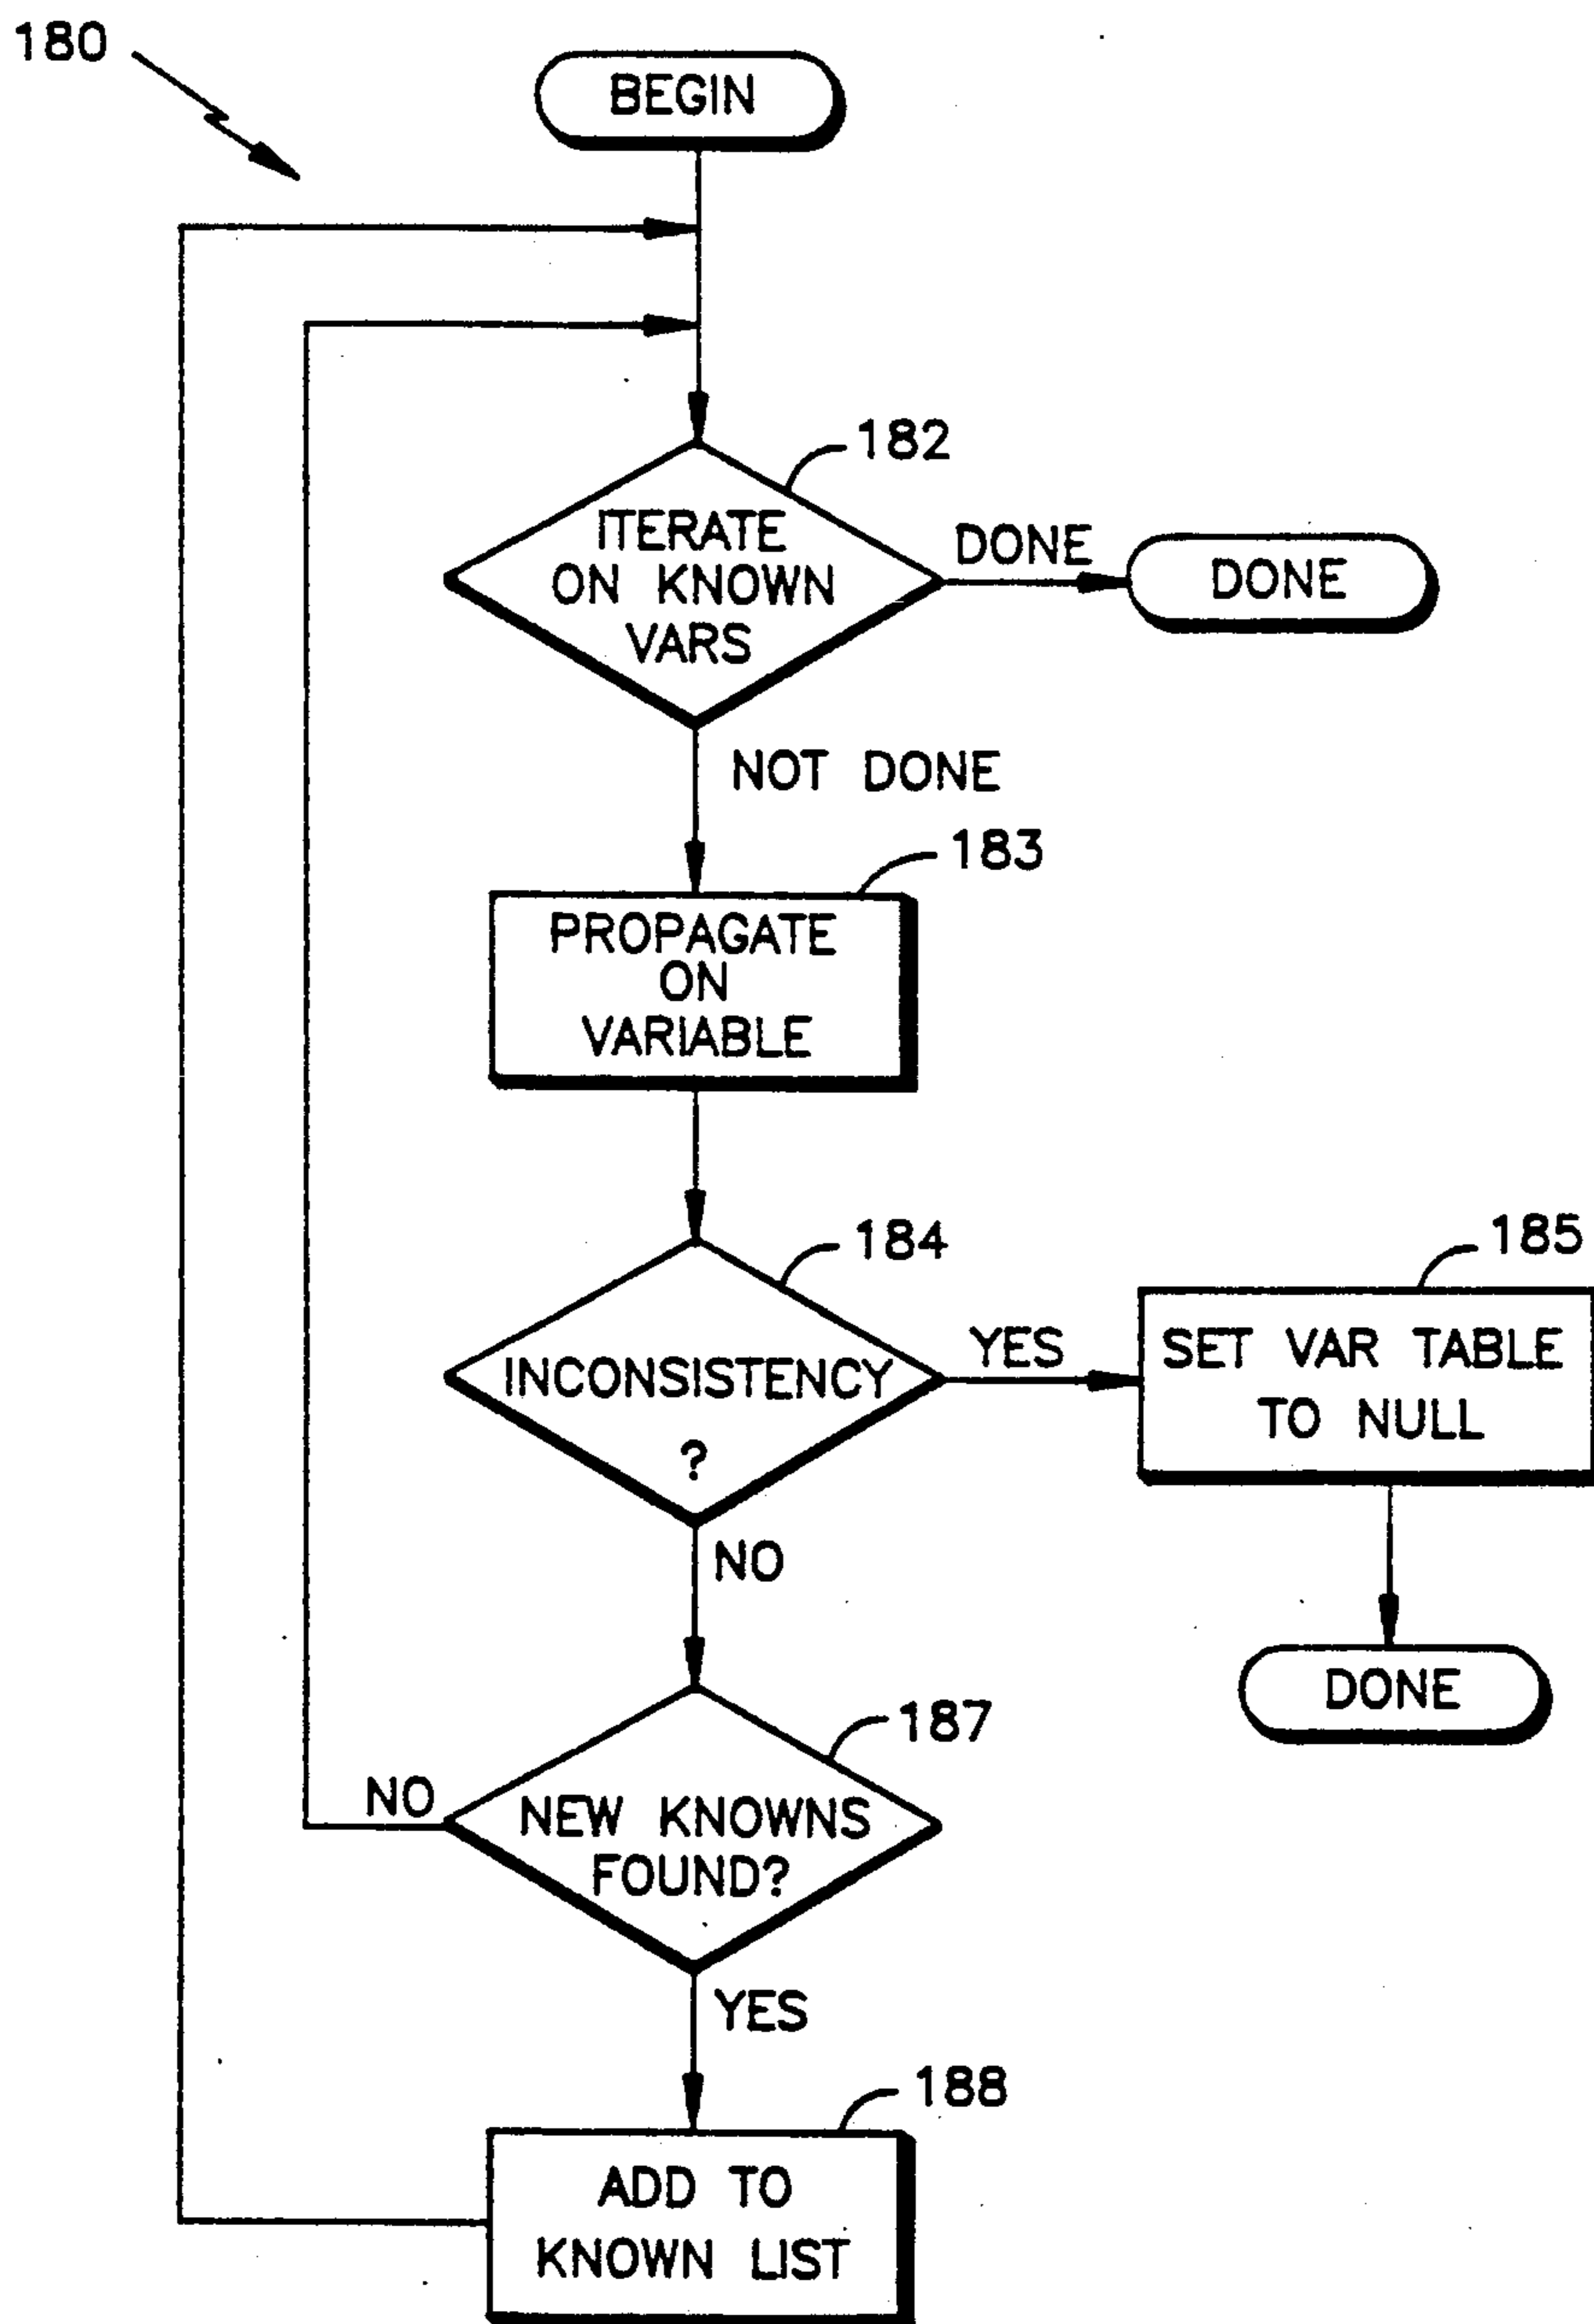 180
BEGIN
182
ITERATE
ON KNOWN
VARS
DONE
DONE
NOT DONE
183
PROPAGATE
ON
VARIABLE
184
INCONSISTENCY
?
YES
185
SET VAR TABLE
TO NULL
DONE
NO
187
NEW KNOWNS
FOUND?
NO
YES
188
ADD TO
KNOWN LIST